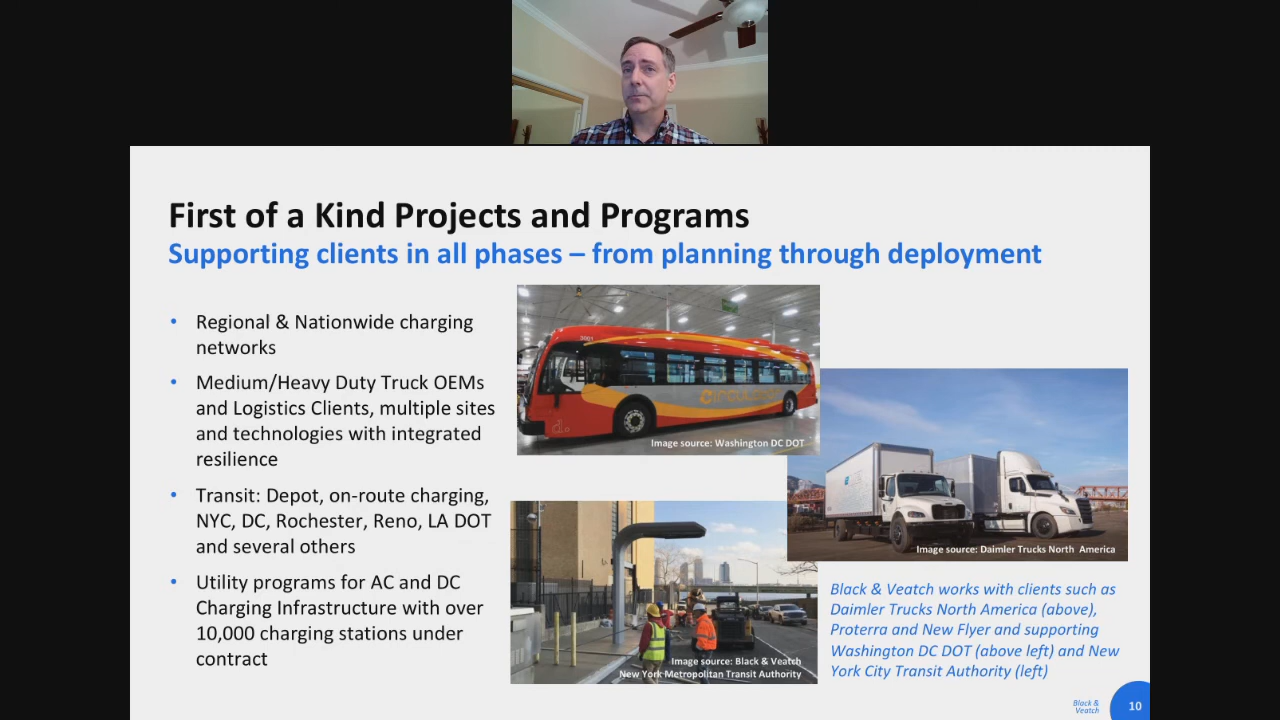 First of a Kind Projects and Programs
Supporting clients in all phases – from planning through deployment
• Regional & Nationwide charging
networks
• Medium/Heavy Duty Truck OEMs
and Logistics Clients, multiple sites
and technologies with integrated
resilience
• Transit: Depot, on-route charging,
NYC, DC, Rochester, Reno, LA DOT
and several others
• Utility programs for AC and DC
Charging Infrastructure with over
10,000 charging stations under
contract
3001
Image source: Washington DC DOT
Image source: Daimler Trucks North America
Image source: Black & Veatch
New York Metropolitan Transit Authority
Black & Veatch works with clients such as
Daimler Trucks North America (above),
Proterra and New Flyer and supporting
Washington DC DOT (above left) and New
York City Transit Authority (left)
Black &
Veatch
10